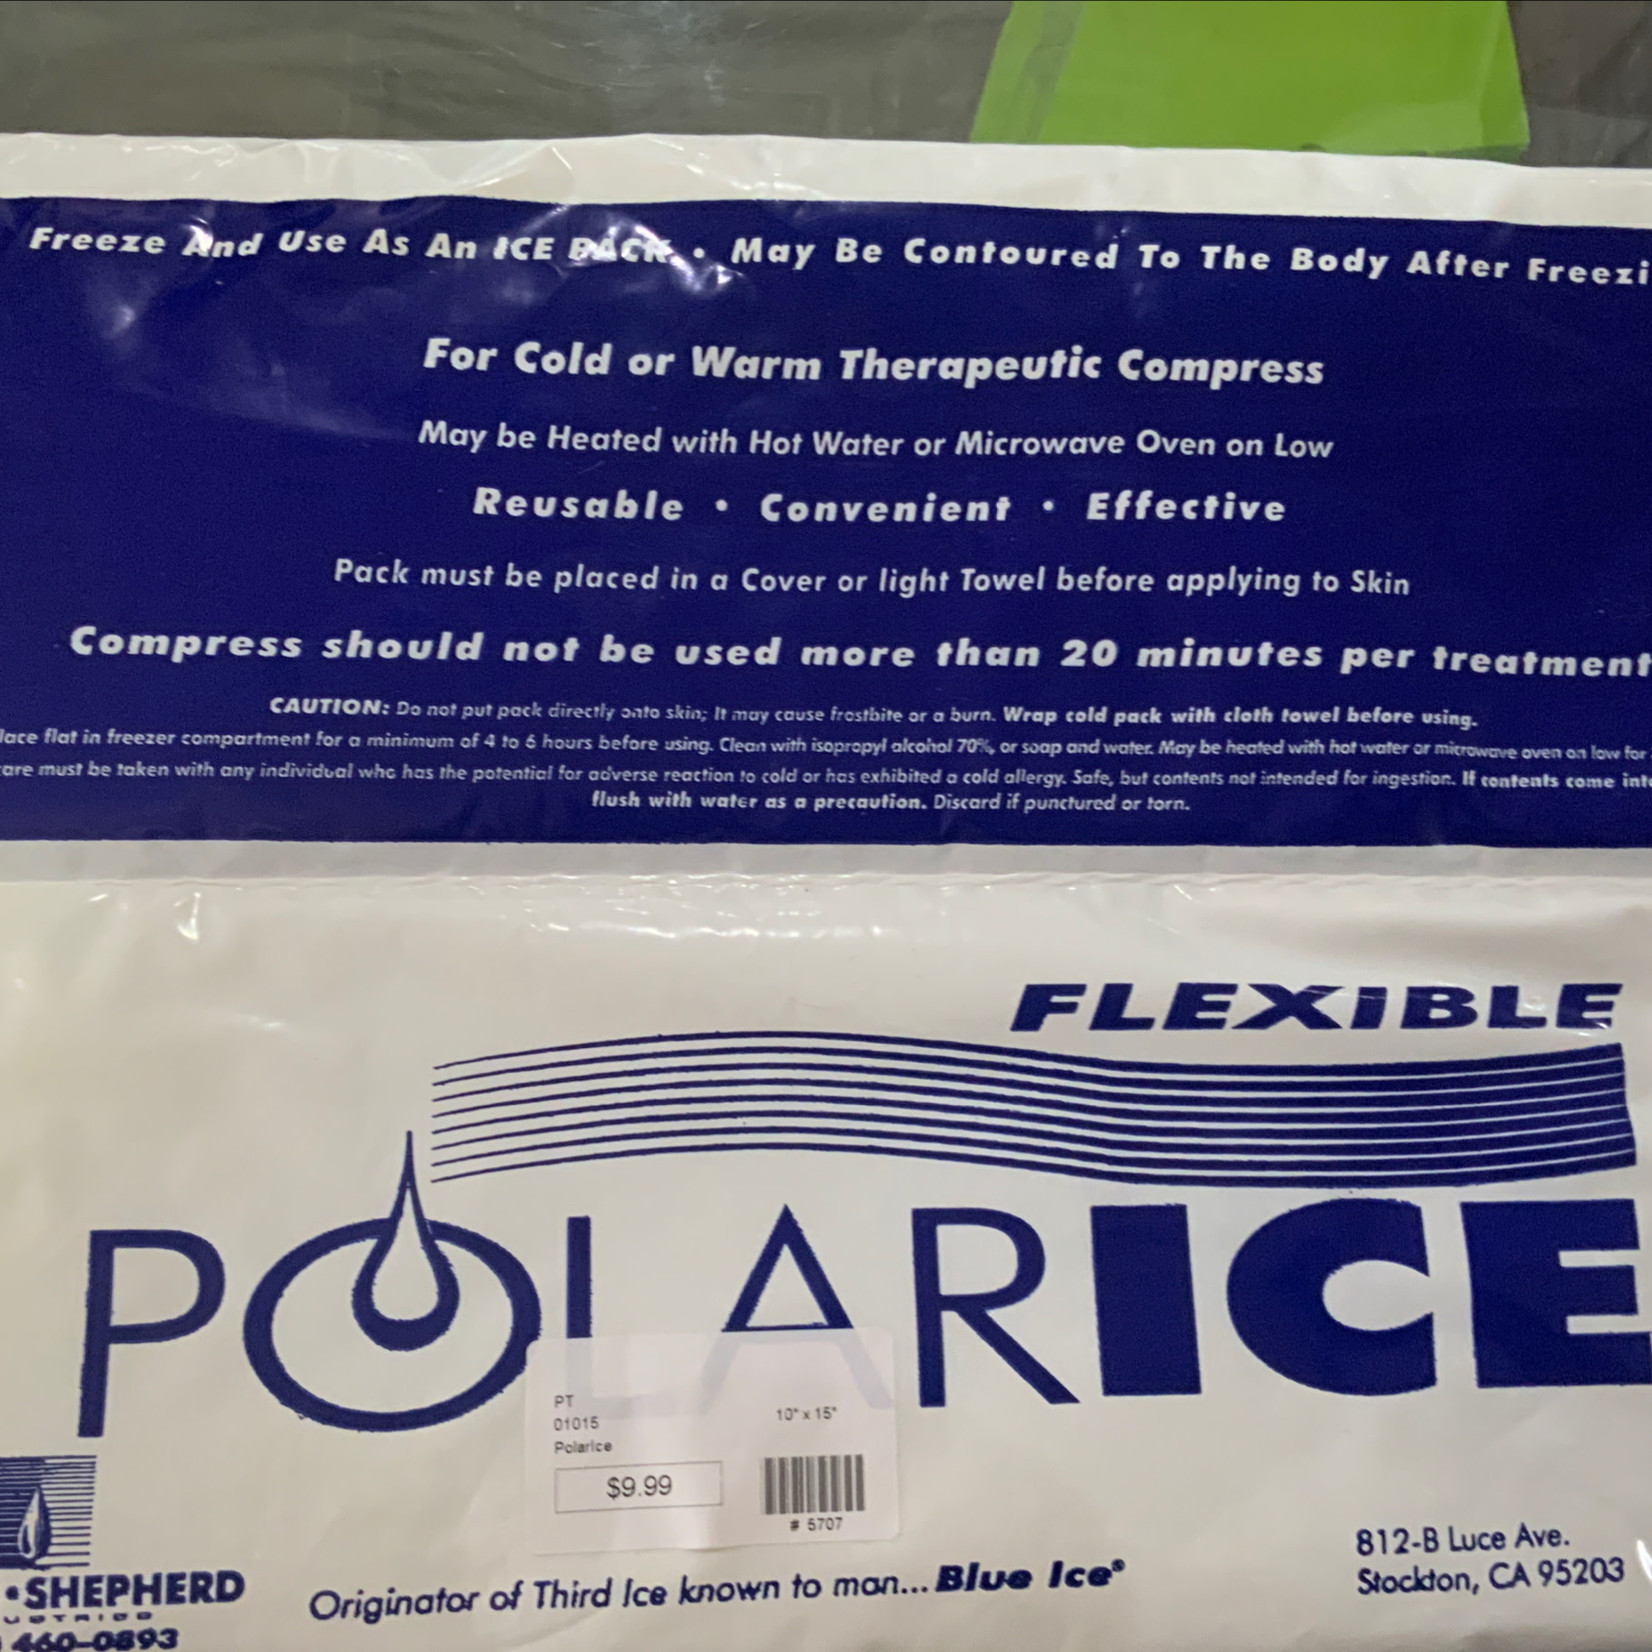 Freeze And Use As An ICE PACK • May Be Contoured To The Body After Freezi
For Cold or Warm Therapeutic Compress
May be Heated with Hot Water or Microwave Oven on Low
Reusable • Convenient • Effective
Pack must be placed in a Cover or light Towel before applying to Skin
Compress should not be used more than 20 minutes per treatment
CAUTION: Do not put pack directly onto skin; It may cause frostbite or a burn. Wrap cold pack with cloth towel before using.
lace flat in freezer compartment for a minimum of 4 to 6 hours before using. Clean with isopropyl alcohol 70%, or soap and water. May be heated with hot water or microwave oven on low for
are must be taken with any individual who has the potential for adverse reaction to cold or has exhibited a cold allergy. Safe, but contents not intended for ingestion. If contents come int
flush with water as a precaution. Discard if punctured or torn.
FLEXIBLE
POLARICE
PT
01015
10" x 15"
PolarIce
$9.99
# 5707
812-B Luce Ave.
Stockton, CA 95203
•SHEPHERD
Originator of Third Ice known to man... Blue Ice®
460-0893